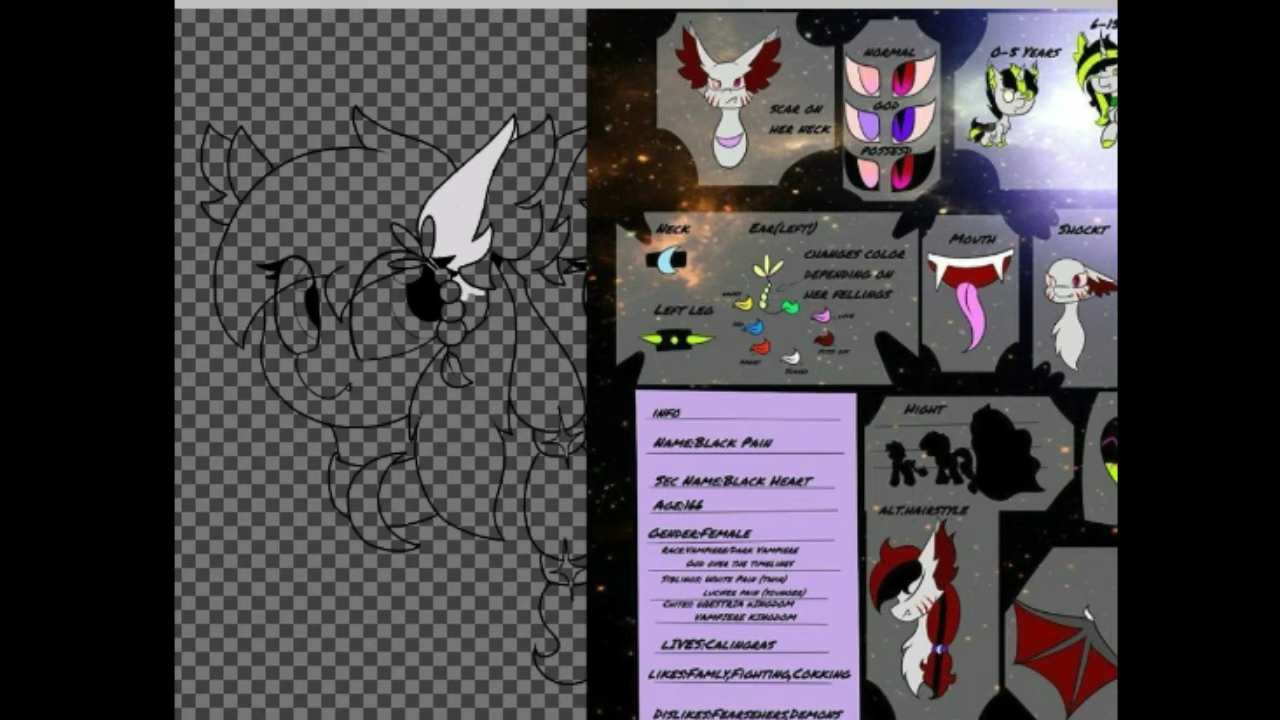 6-15
NORMAL
0-5 YEARS
SCAR ON
HER NECK
GOD
POSSESD
NECK
EAR(LEFT!)
MOUTH
SHOCKT
CHANGES COLOR
DEPENDING ON
HER FELLINGS
LEFT LEG
INFO
HIGHT
NAME:BLACK PAIN
SEC NAME:BLACK HEART
AGE:166
ALT.HAIRSTYLE
GENDER:FEMALE
RACE:VAMPIERE/DARK VAMPIERE
GOD OVER THE TIMELINES
SIBLINGS: WHITE PAIN (TWIN)
LUCIFER PAIN (YOUNGER)
EQESTRIA KINGDOM
VAMPIERE KINGDOM
LIVES:CALINGRAS
LIKES:FAMLY,FIGHTING,COKKING
DISLIKES:FEARSEHERS,DEMONS